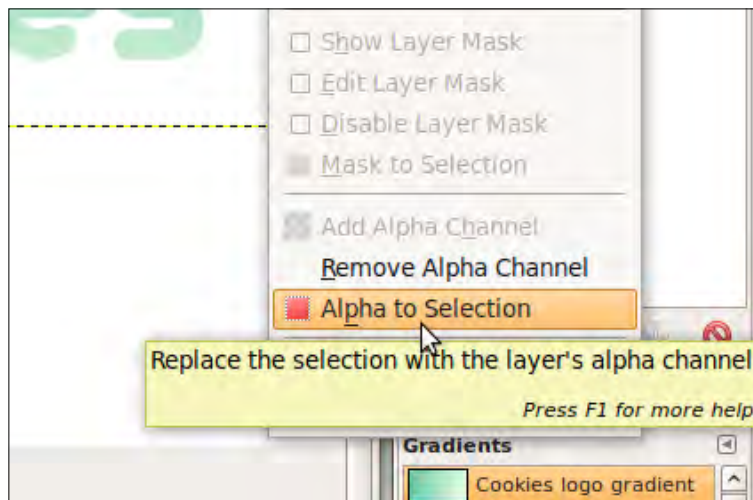 es
Show Layer Mask
Edit Layer Mask
Disable Layer Mask
Mask to Selection
Add Alpha Channel
Remove Alpha Channel
Alpha to Selection
Replace the selection with the layer's alpha channel
Press F1 for more help
Gradients
Cookies logo gradient